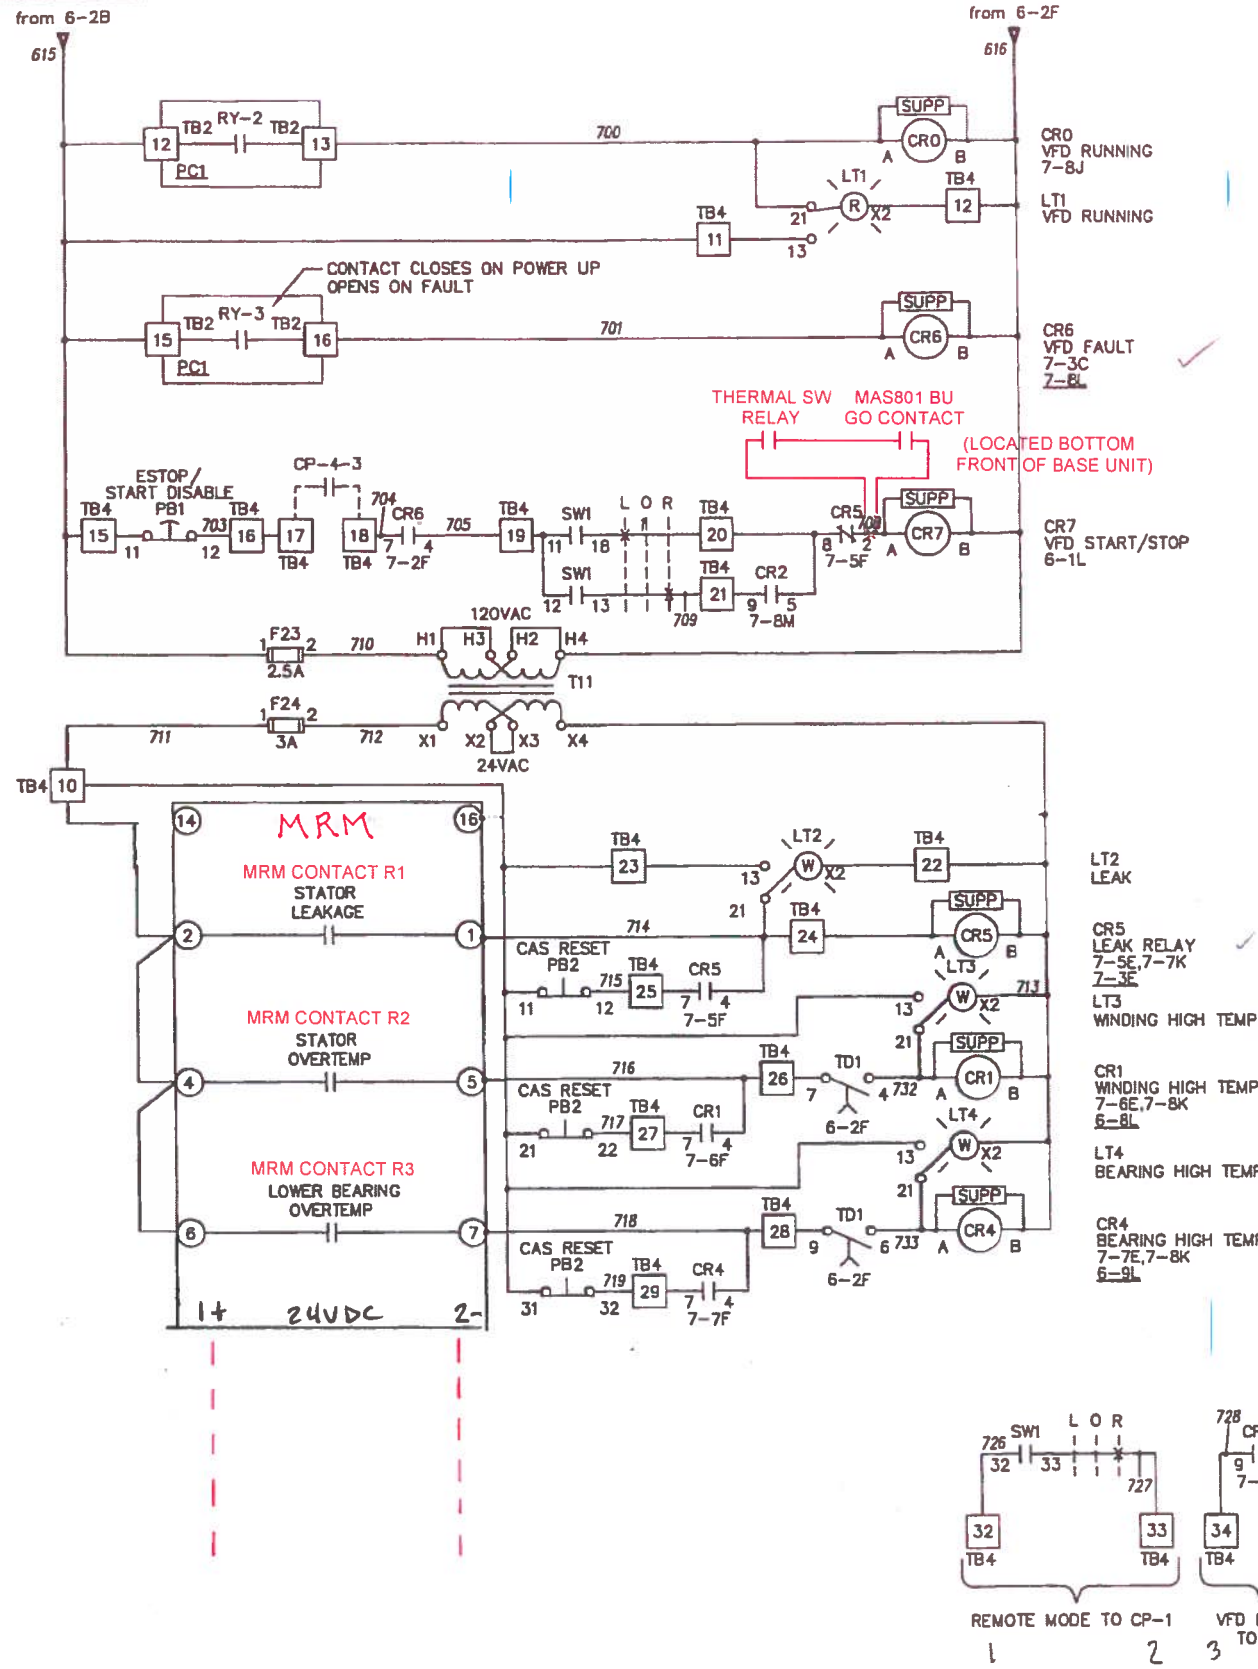 from 6-2B
from 6-2F
615
616
RY-2
TB2 TB2
12 13
PC1
700
SUPP
CR0
A B
CR0
VFD RUNNING
7-8J
LT1
R
21 X2
TB4
12
LT1
VFD RUNNING
TB4
11
13
CONTACT CLOSES ON POWER UP
OPENS ON FAULT
RY-3
TB2 TB2
15 16
PC1
701
SUPP
CR6
A B
CR6
VFD FAULT
7-3C
7-8L
THERMAL SW
RELAY
MAS801 BU
GO CONTACT
(LOCATED BOTTOM
FRONT OF BASE UNIT)
ESTOP/
START DISABLE
PB1
TB4
15
11 12
703
TB4
16
CP-4-3
17
TB4
18
TB4
704
CR6
7 4
7-2F
705
TB4
19
SW1
11 18
L O R
TB4
20
CR5
8 2
7-5F
708
SUPP
CR7
A B
CR7
VFD START/STOP
6-1L
SW1
12 13
709
TB4
21
CR2
9 5
7-8M
120VAC
F23
1 2
2.5A
710
H1 H3 H2 H4
T11
F24
1 2
3A
711 712
X1 X2 X3 X4
24VAC
TB4 10
14 16
MRM
MRM CONTACT R1
STATOR
LEAKAGE
2 1
MRM CONTACT R2
STATOR
OVERTEMP
4 5
MRM CONTACT R3
LOWER BEARING
OVERTEMP
6 7
1+ 24VDC 2-
TB4
23
13
LT2
W
X2
TB4
22
LT2
LEAK
21
714
TB4
24
SUPP
CR5
A B
CR5
LEAK RELAY
7-5E,7-7K
7-3E
CAS RESET
PB2
11 12
715
TB4
25
CR5
7 4
7-5F
LT3
W
13 X2
713
21
LT3
WINDING HIGH TEMP
716
TB4
26
TD1
7 4
6-2F
732
SUPP
CR1
A B
CR1
WINDING HIGH TEMP
7-6E,7-8K
6-8L
CAS RESET
PB2
21 22
717
TB4
27
CR1
7 4
7-6F
LT4
W
13 X2
21
LT4
BEARING HIGH TEMP
718
TB4
28
TD1
9 6
6-2F
733
SUPP
CR4
A B
CR4
BEARING HIGH TEMP
7-7E,7-8K
6-9L
CAS RESET
PB2
31 32
719
TB4
29
CR4
7 4
7-7F
726
SW1
32 33
L O R
727
32
TB4
33
TB4
REMOTE MODE TO CP-1
1 2
728
9
7-
34
TB4
VFD
TO
3